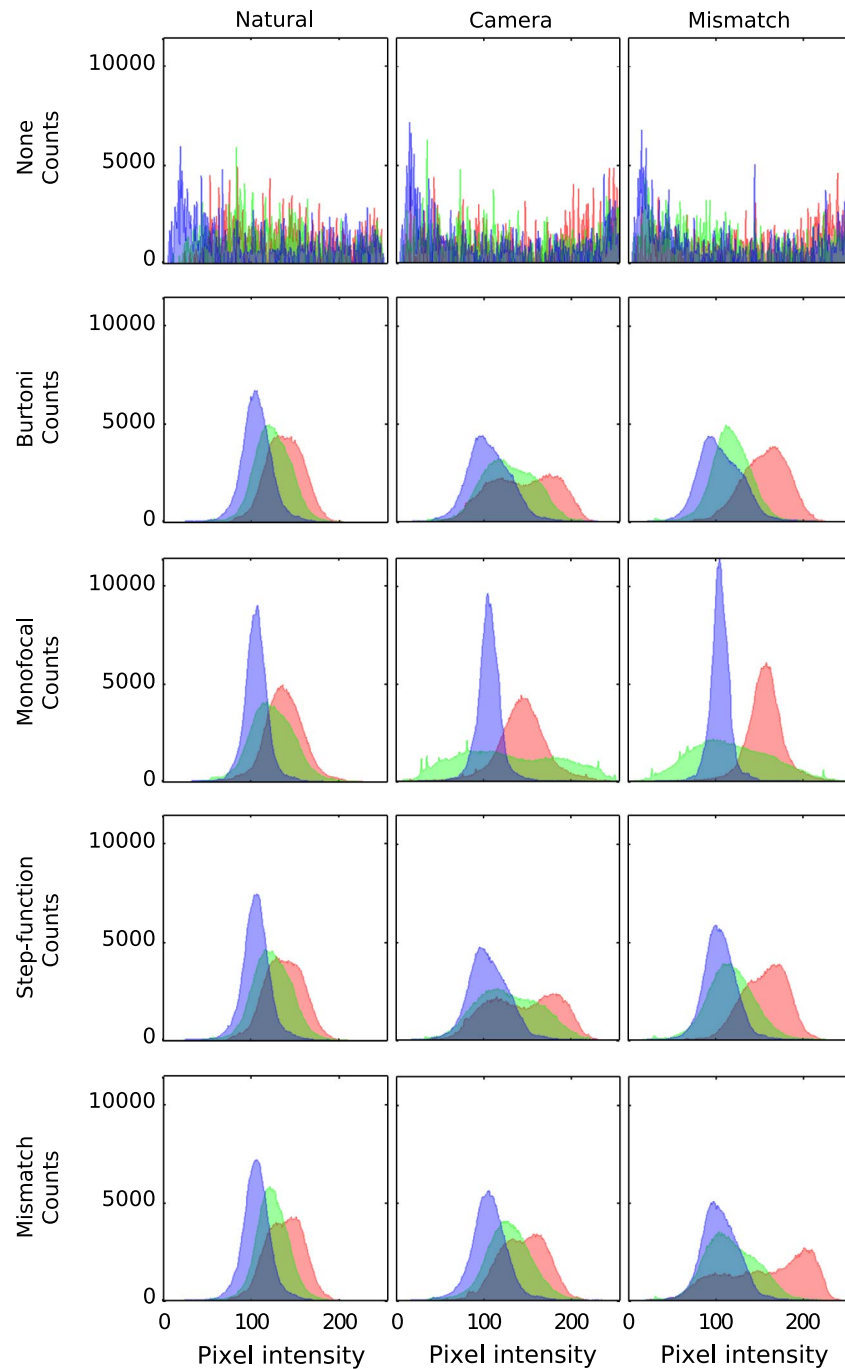 Natural Camera Mismatch
None
Counts
10000
5000
0
Burtoni
Counts
10000
5000
0
Monofocal
Counts
10000
5000
0
Step-function
Counts
10000
5000
0
Mismatch
Counts
10000
5000
0
0 100 200 0 100 200 0 100 200
Pixel intensity Pixel intensity Pixel intensity